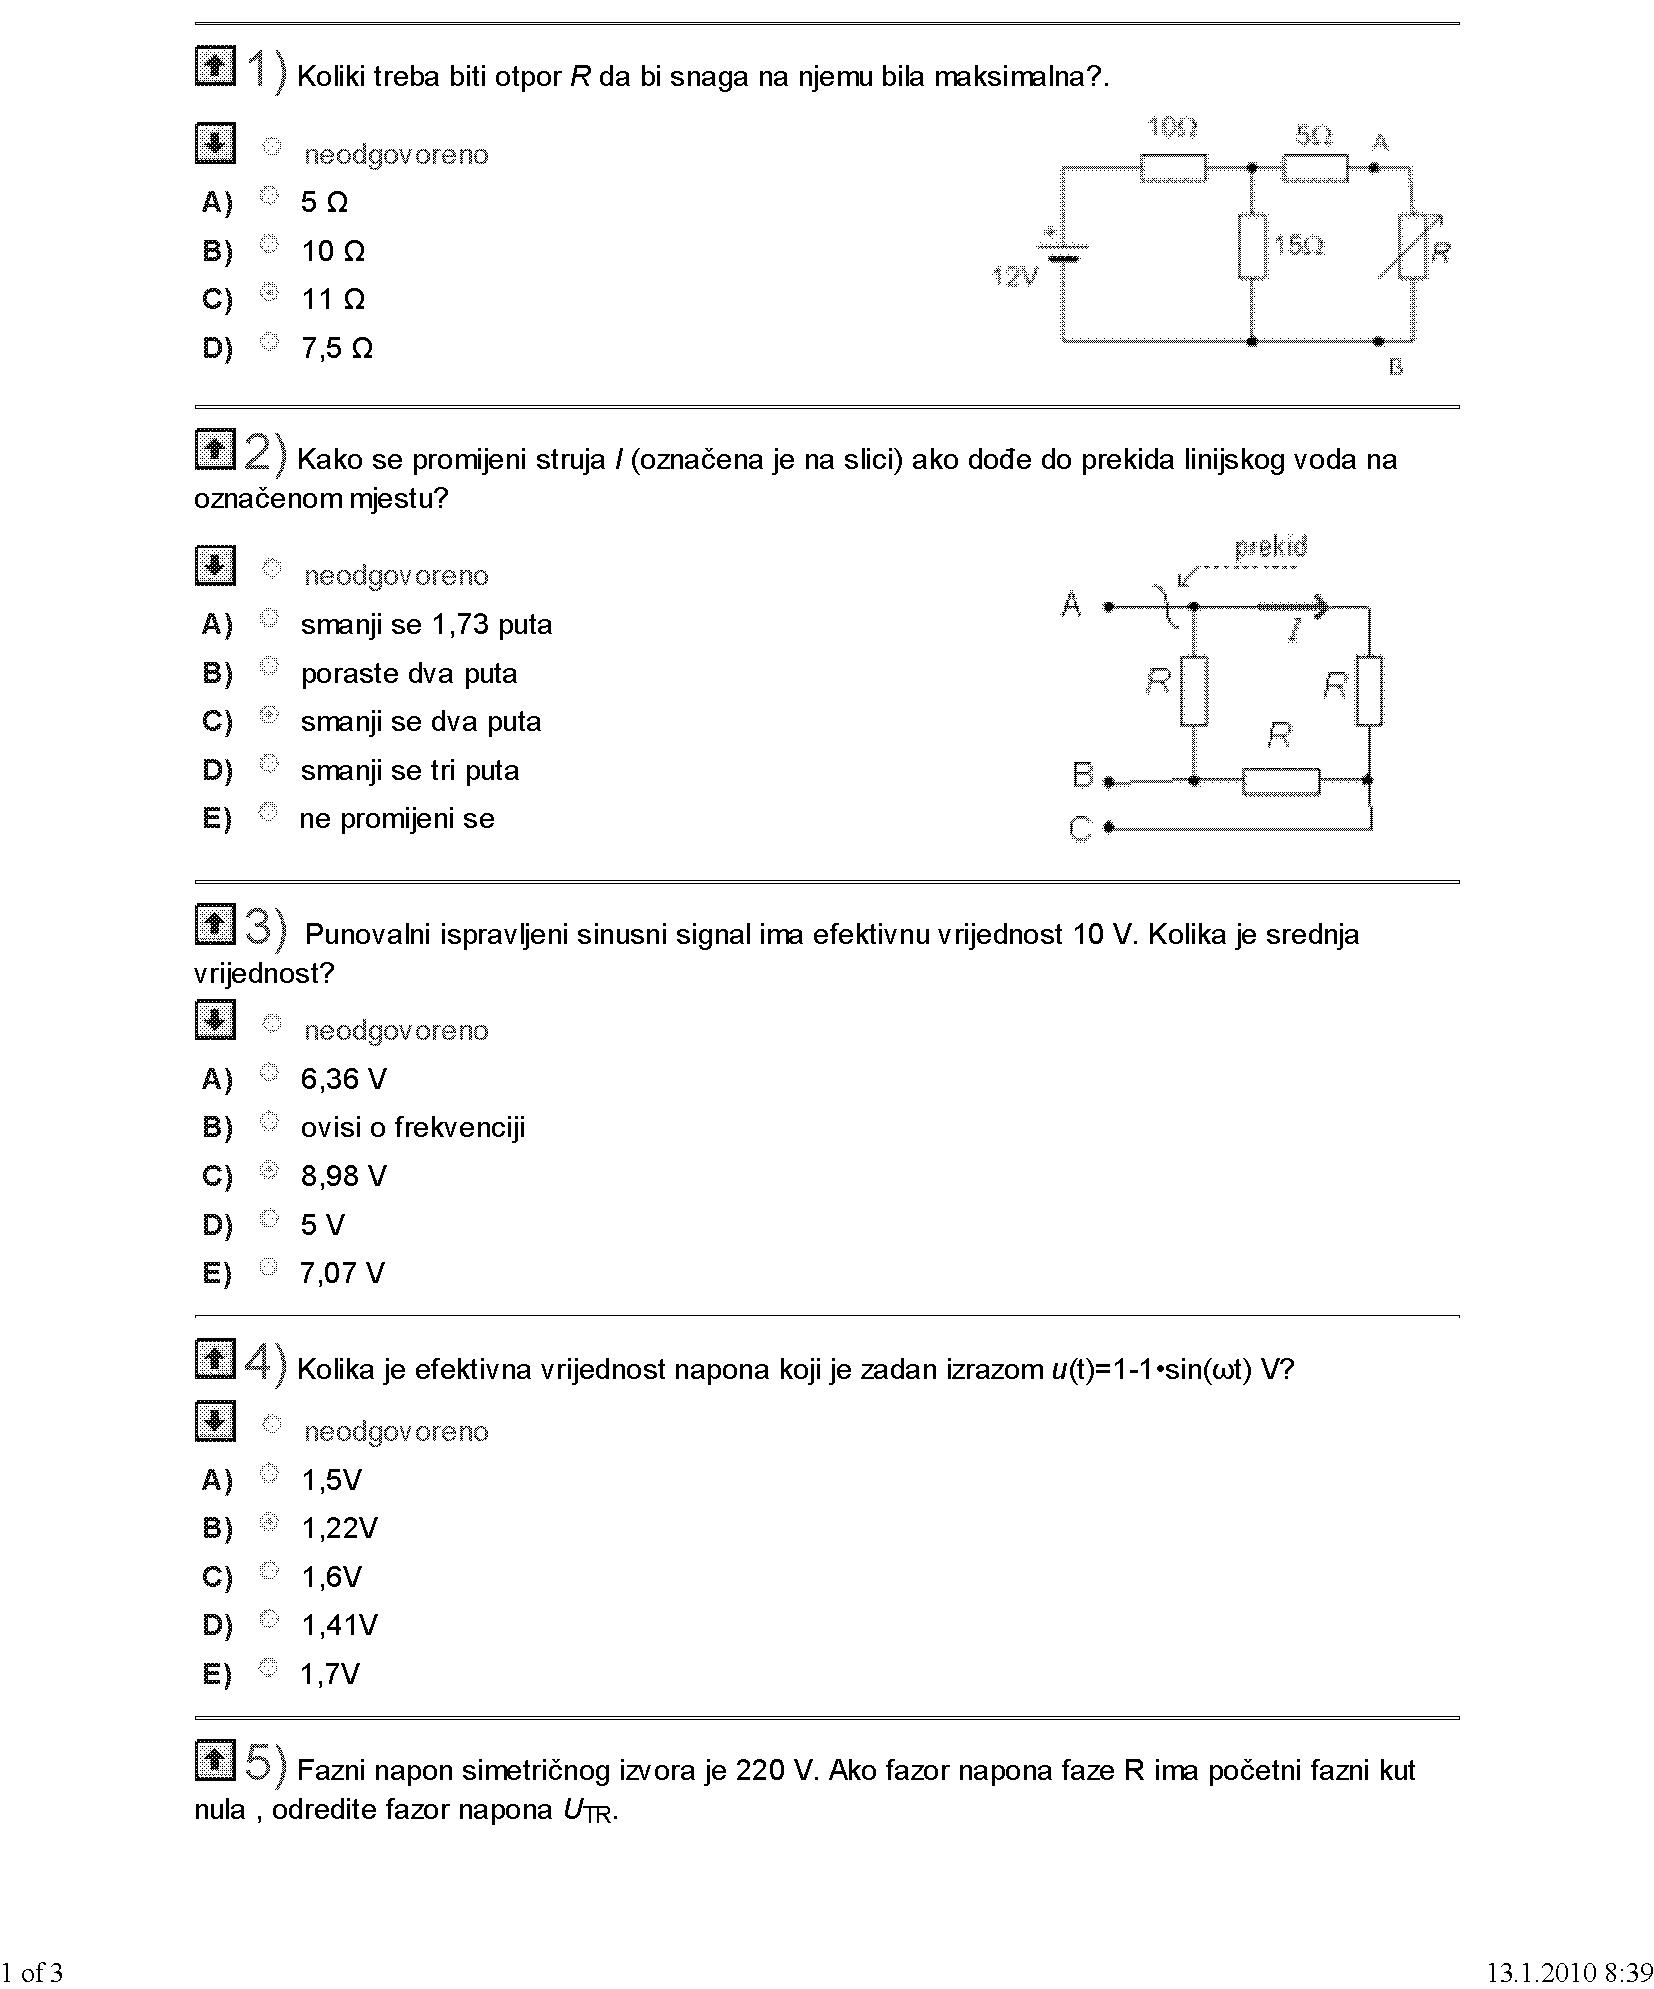 1) Koliki treba biti otpor R da bi snaga na njemu bila maksimalna?.
neodgovoreno
A) 5 Ω
B) 10 Ω
C) 11 Ω
D) 7,5 Ω
10Ω
5Ω
A
15Ω
R
12V
B
2) Kako se promijeni struja I (označena je na slici) ako dođe do prekida linijskog voda na
označenom mjestu?
neodgovoreno
A) smanji se 1,73 puta
B) poraste dva puta
C) smanji se dva puta
D) smanji se tri puta
E) ne promijeni se
prekid
A
I
R
R
R
B
C
3) Punovalni ispravljeni sinusni signal ima efektivnu vrijednost 10 V. Kolika je srednja
vrijednost?
neodgovoreno
A) 6,36 V
B) ovisi o frekvenciji
C) 8,98 V
D) 5 V
E) 7,07 V
4) Kolika je efektivna vrijednost napona koji je zadan izrazom u(t)=1-1•sin(ωt) V?
neodgovoreno
A) 1,5V
B) 1,22V
C) 1,6V
D) 1,41V
E) 1,7V
5) Fazni napon simetričnog izvora je 220 V. Ako fazor napona faze R ima početni fazni kut
nula , odredite fazor napona UTR.
1 of 3
13.1.2010 8:39